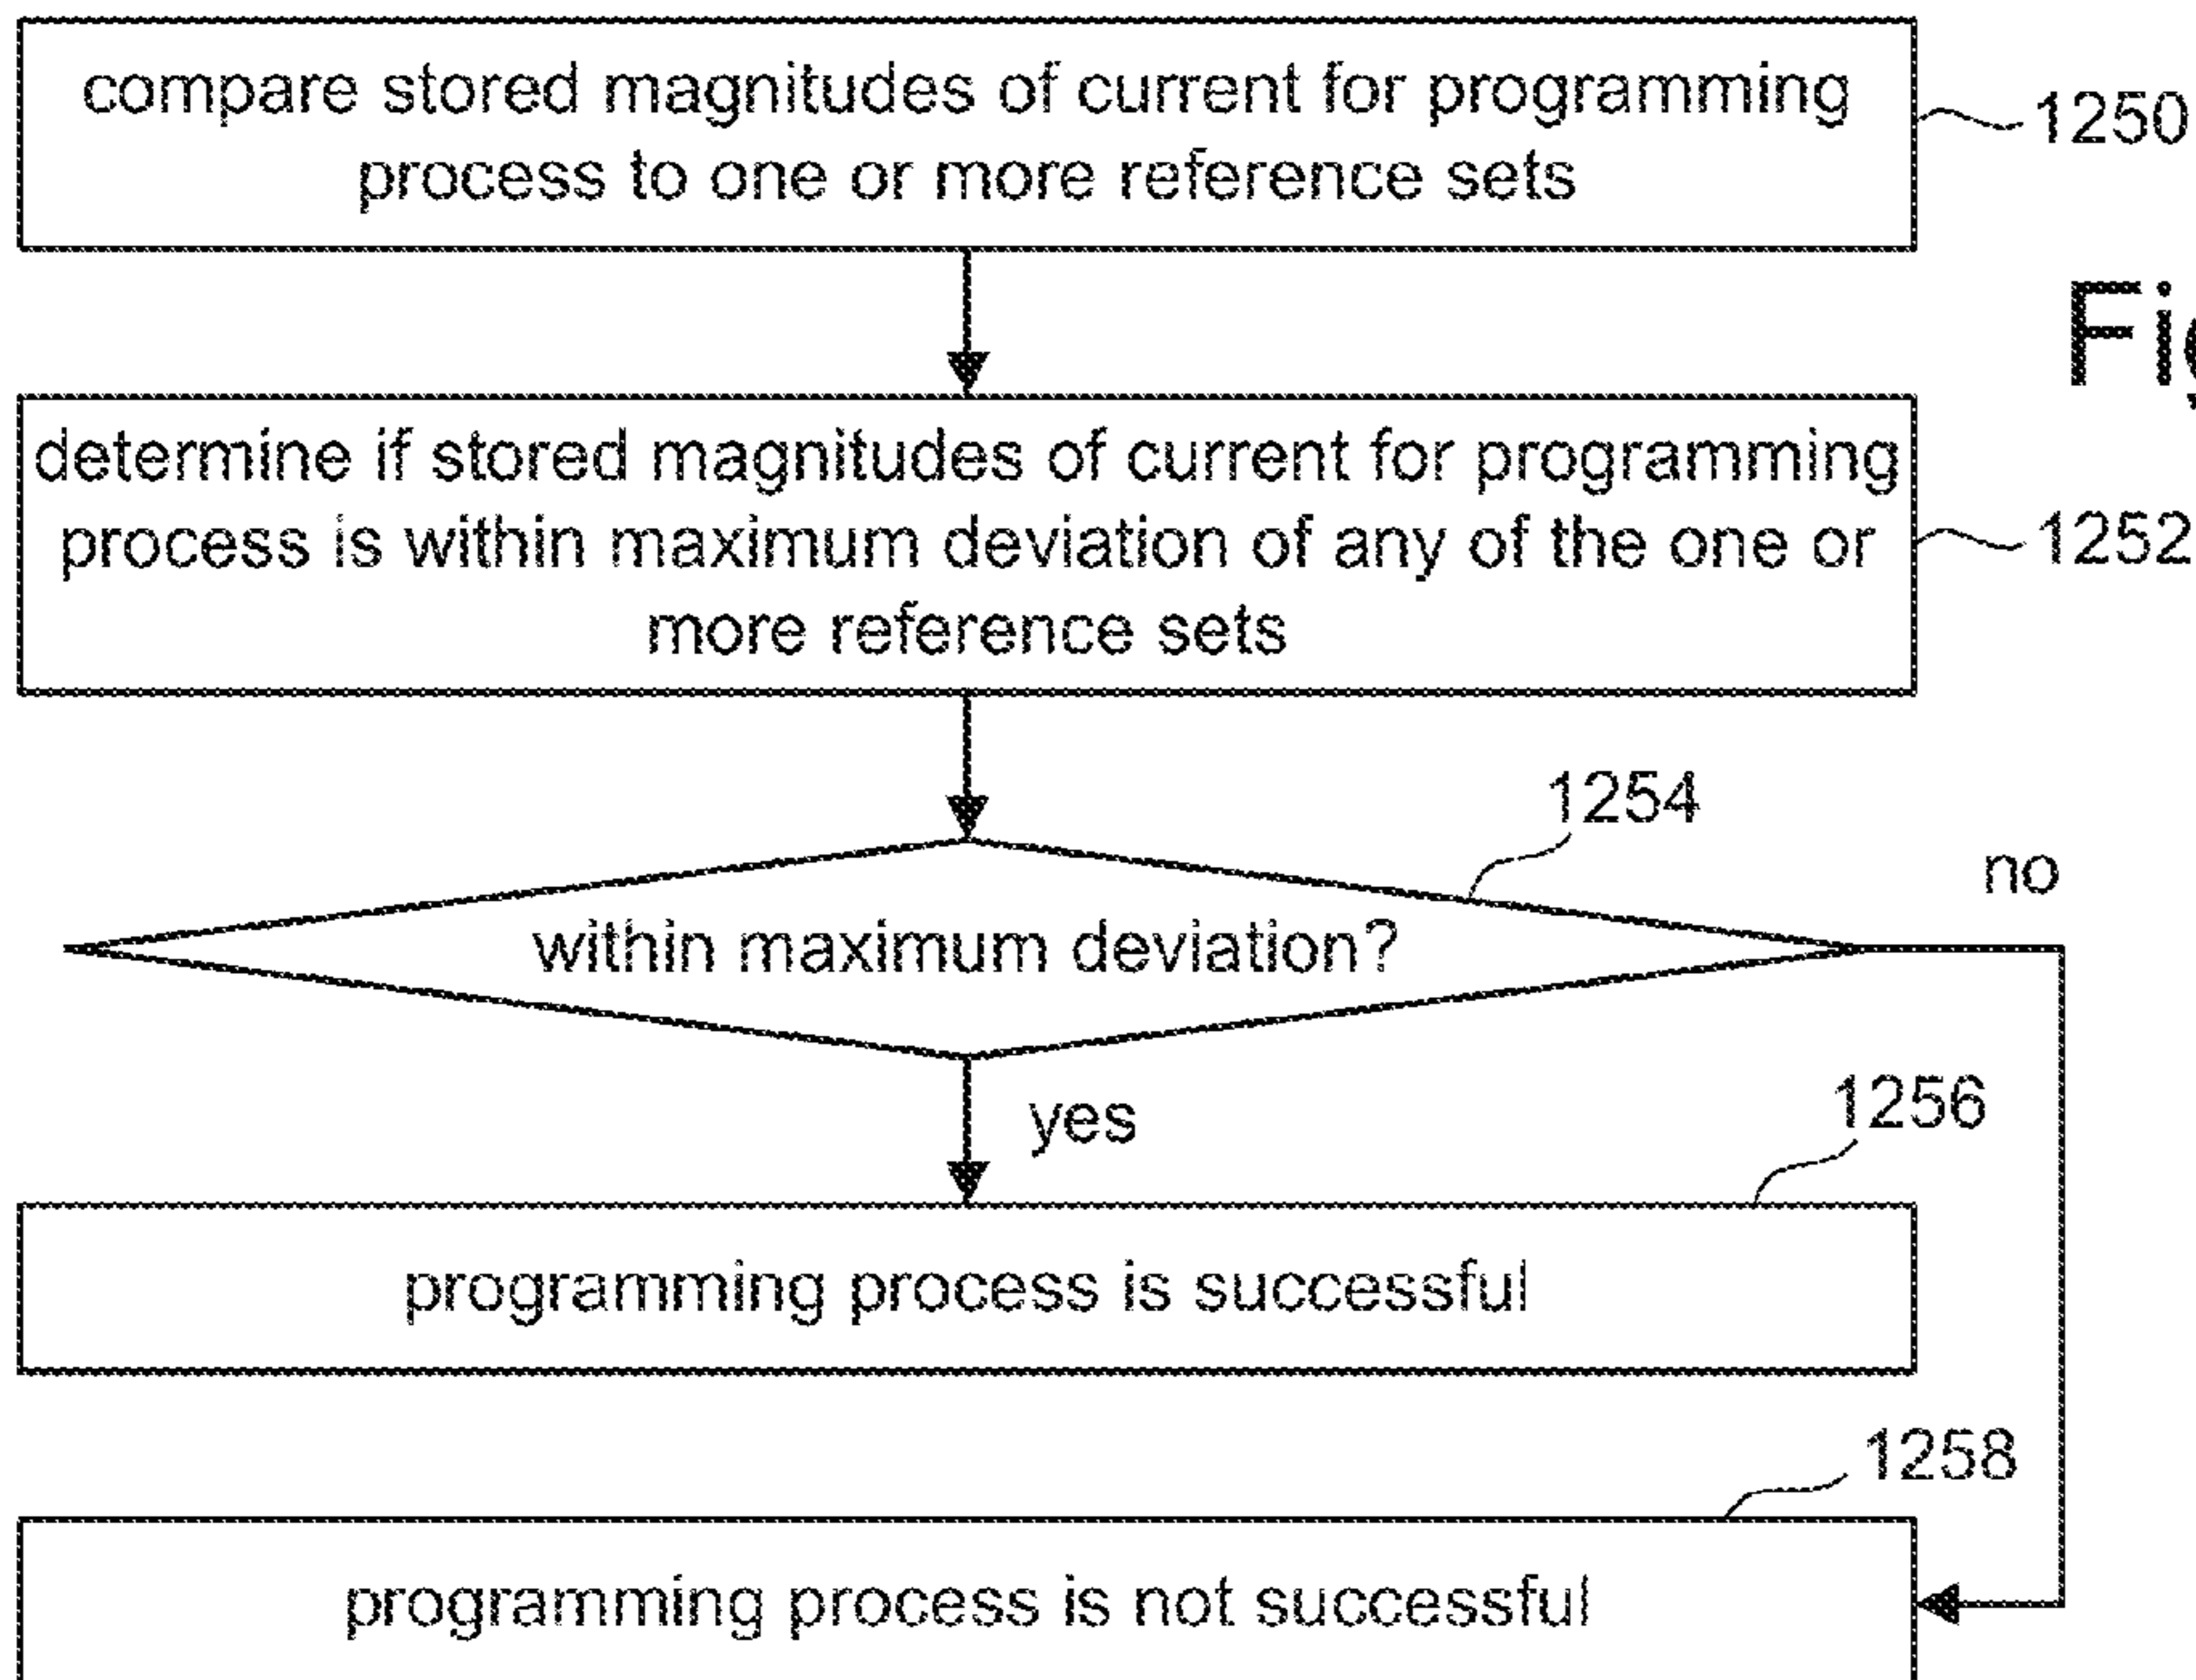 compare stored magnitudes of current for programming
process to one or more reference sets
1250
determine if stored magnitudes of current for programming
process is within maximum deviation of any of the one or
more reference sets
1252
1254
no
within maximum deviation?
yes
1256
programming process is successful
1258
programming process is not successful